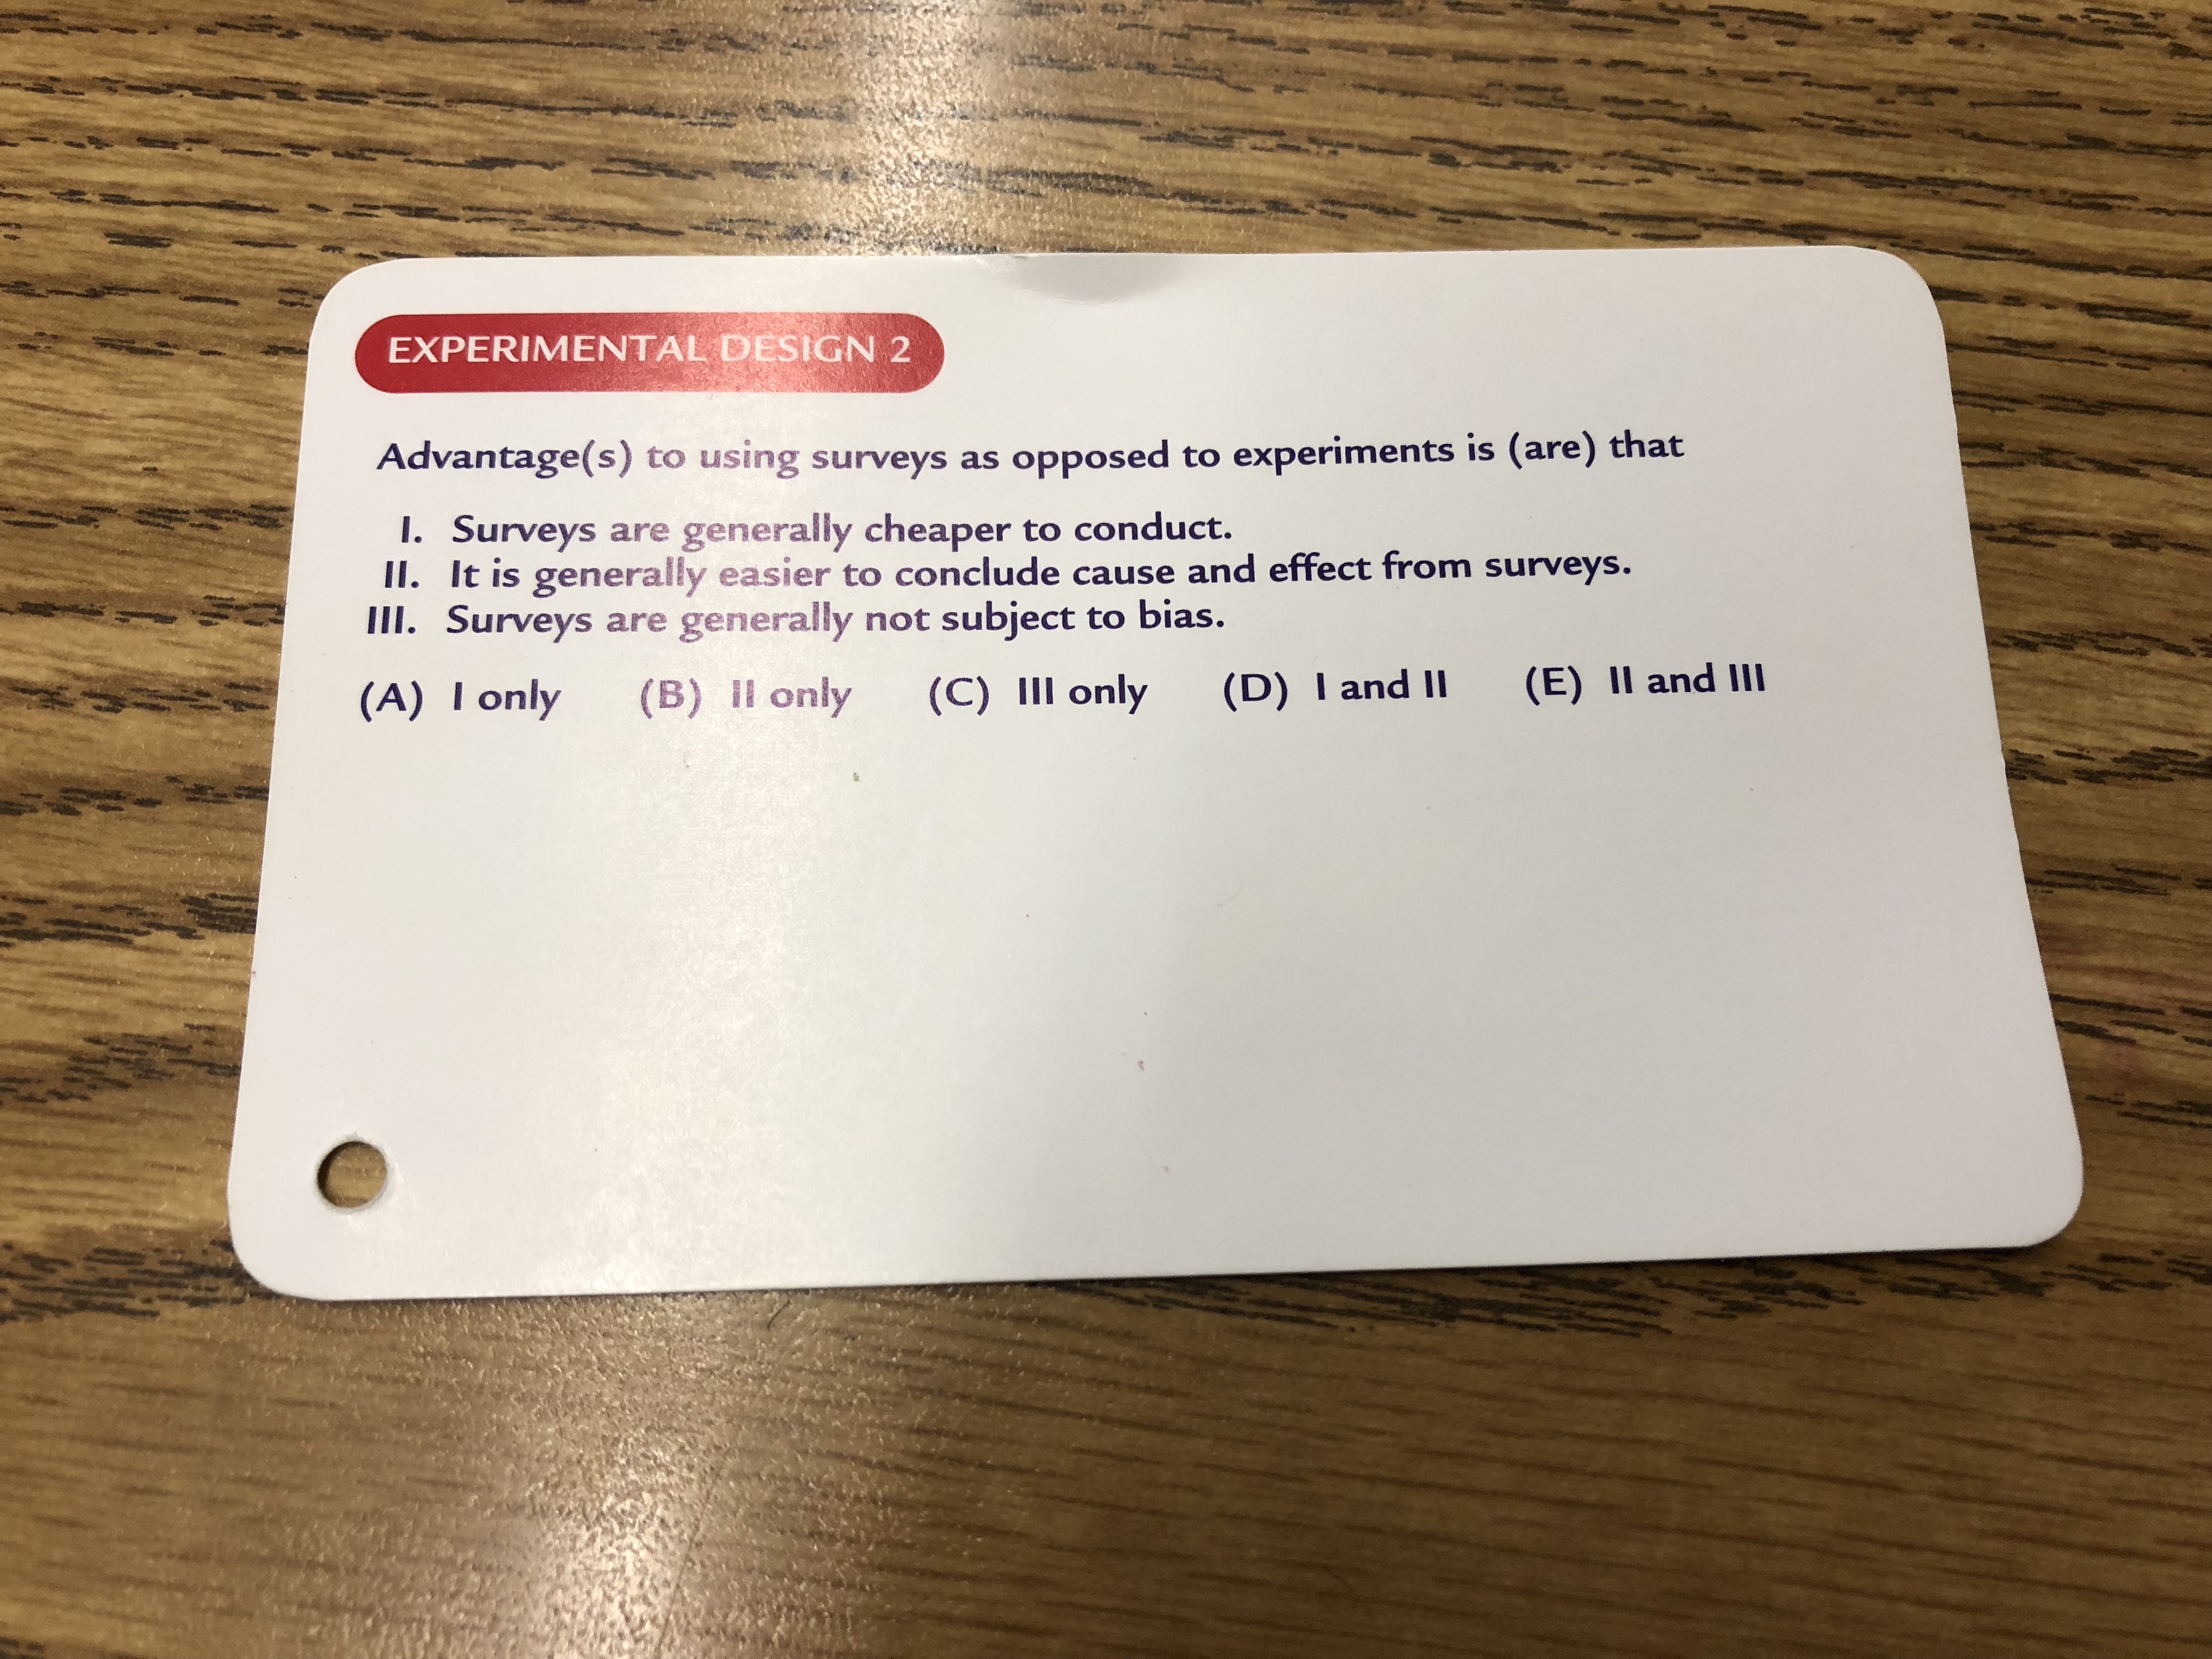 EXPERIMENTAL DESIGN 2
Advantage(s) to using surveys as opposed to experiments is (are) that
I. Surveys are generally cheaper to conduct.
II. It is generally easier to conclude cause and effect from surveys.
III. Surveys are generally not subject to bias.
(A) I only (B) II only (C) III only (D) I and II (E) II and III